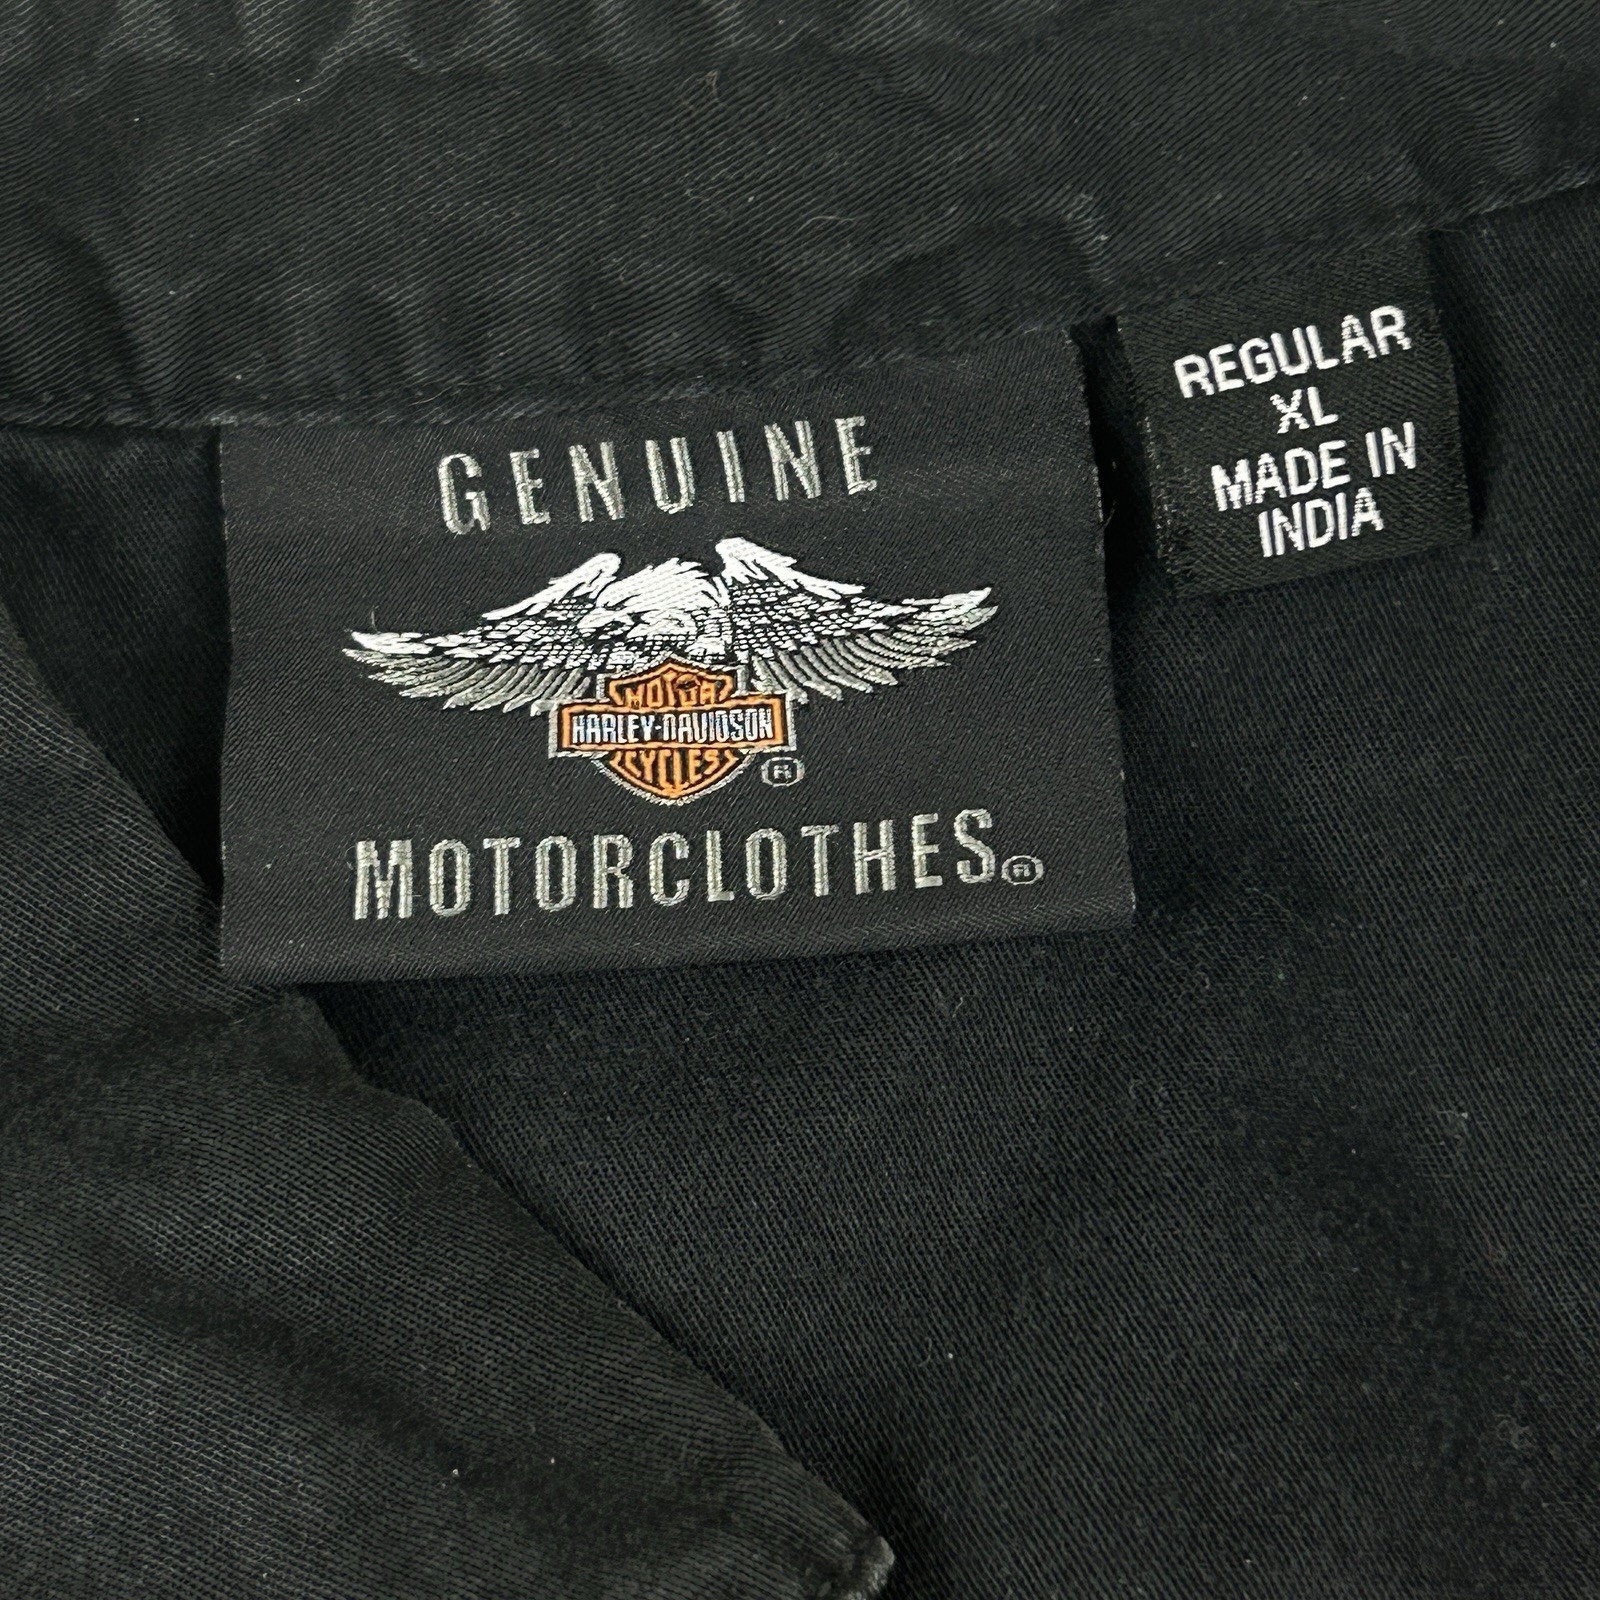 GENUINE
MOTOR
HARLEY-DAVIDSON
CYCLES
®
MOTORCLOTHES®
REGULAR
XL
MADE IN
INDIA